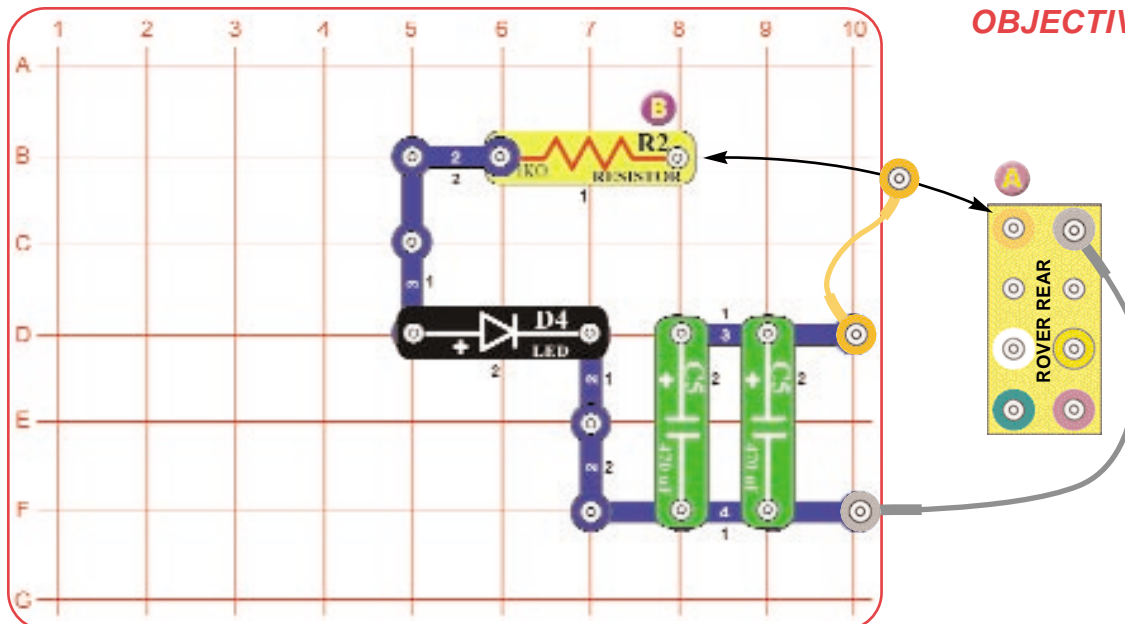 OBJECTIV
1 2 3 4 5 6 7 8 9 10
A
B
B
R2
2
1KΩ
RESISTOR
2
1
A
C
3
1
ROVER REAR
D
D4
+
LED
2
1
3
C5
+
2
C5
+
2
2
1
E
470 uF
470 uF
2
2
F
4
1
G